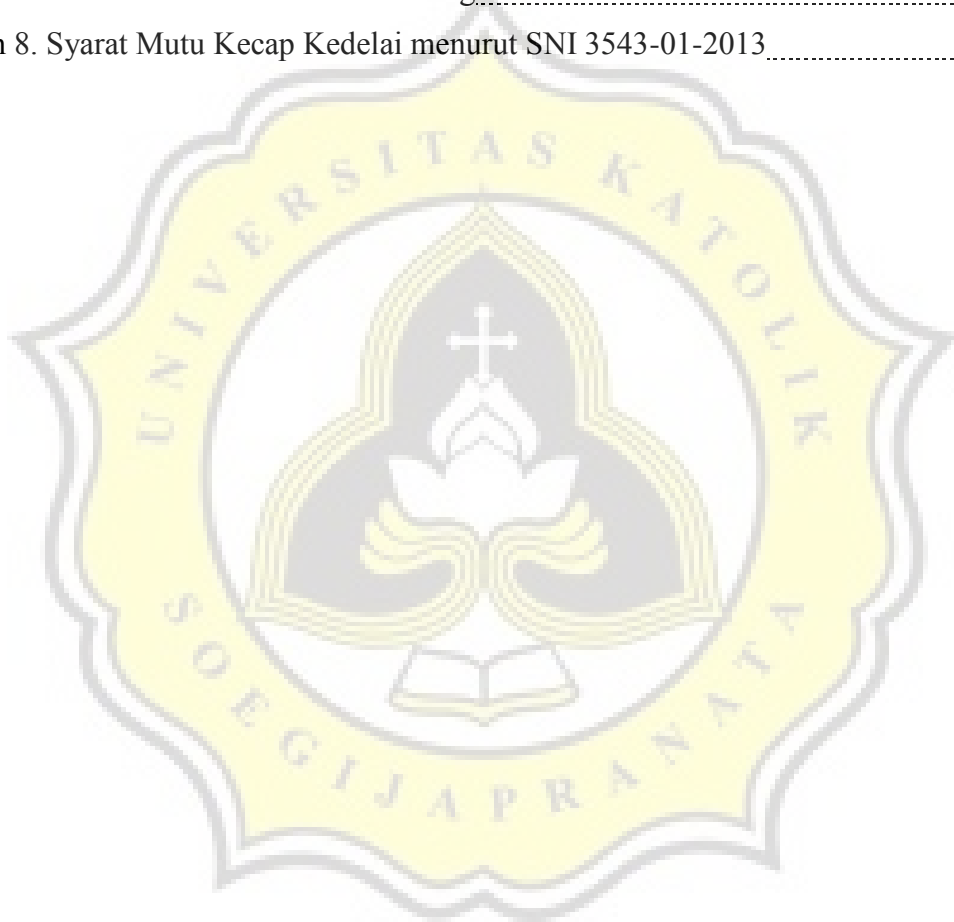 n 8. Syarat Mutu Kecap Kedelai menurut SNI 3543-01-2013
UNIVERSITAS KATOLIK
SOEGIJAPRANATA